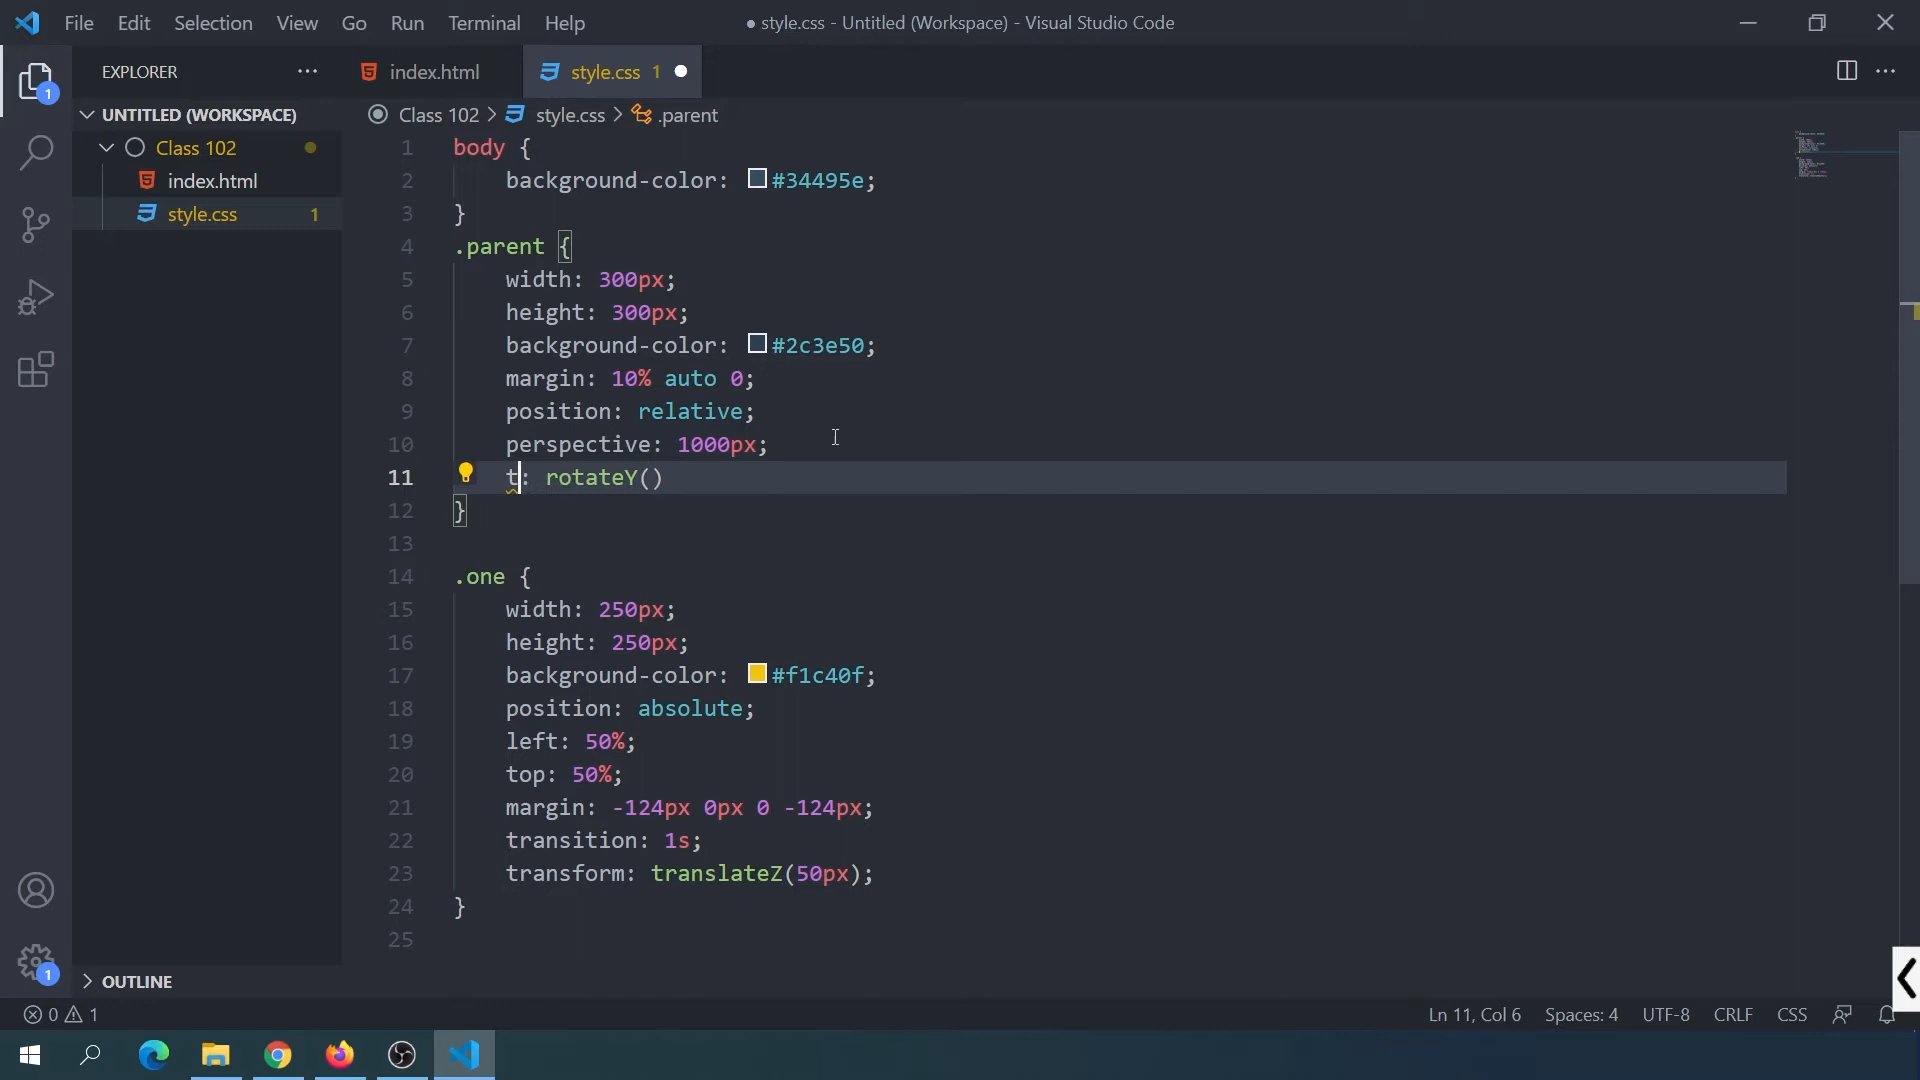 File Edit Selection View Go Run Terminal Help
● style.css - Untitled (Workspace) - Visual Studio Code
EXPLORER
index.html
style.css 1
UNTITLED (WORKSPACE)
Class 102
index.html
style.css 1
OUTLINE
Class 102 > style.css > .parent
1 body {
2 background-color: #34495e;
3 }
4 .parent {
5 width: 300px;
6 height: 300px;
7 background-color: #2c3e50;
8 margin: 10% auto 0;
9 position: relative;
10 perspective: 1000px;
11 t: rotateY()
12 }
13
14 .one {
15 width: 250px;
16 height: 250px;
17 background-color: #f1c40f;
18 position: absolute;
19 left: 50%;
20 top: 50%;
21 margin: -124px 0px 0 -124px;
22 transition: 1s;
23 transform: translateZ(50px);
24 }
25
1
1
0 1
Ln 11, Col 6 Spaces: 4 UTF-8 CRLF CSS